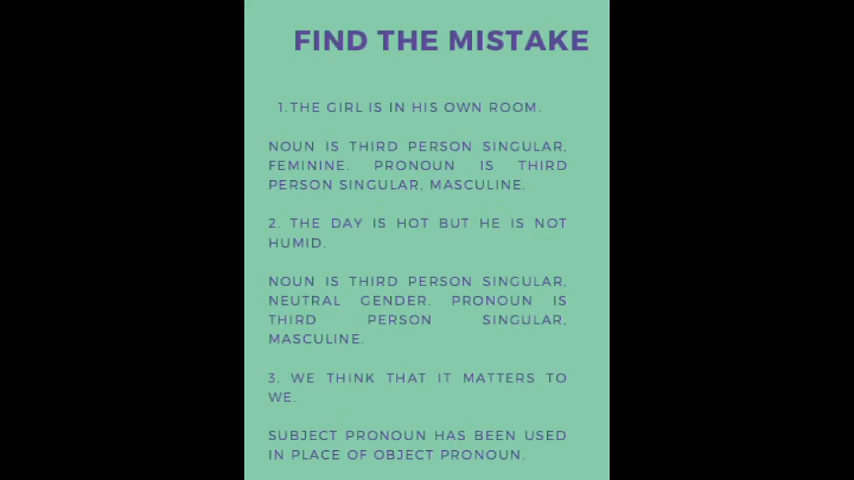 FIND THE MISTAKE
1.THE GIRL IS IN HIS OWN ROOM.
NOUN IS THIRD PERSON SINGULAR,
FEMININE. PRONOUN IS THIRD
PERSON SINGULAR, MASCULINE.
2. THE DAY IS HOT BUT HE IS NOT
HUMID.
NOUN IS THIRD PERSON SINGULAR,
NEUTRAL GENDER. PRONOUN IS
THIRD PERSON SINGULAR,
MASCULINE.
3. WE THINK THAT IT MATTERS TO
WE.
SUBJECT PRONOUN HAS BEEN USED
IN PLACE OF OBJECT PRONOUN.